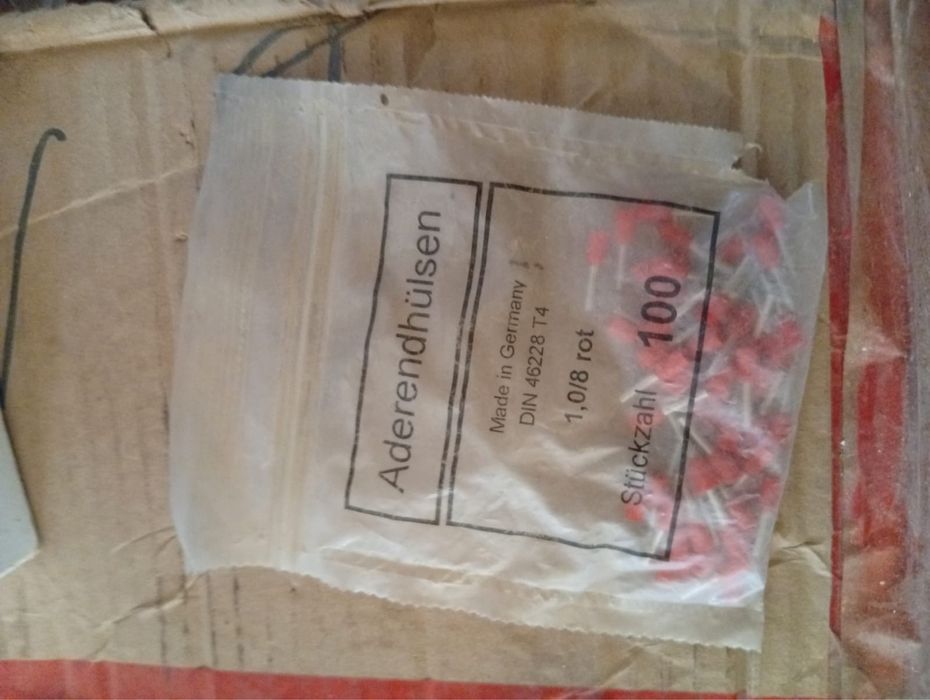 Aderendhülsen
Made in Germany
DIN 46228 T4
1,0/8 rot
Stückzahl 100